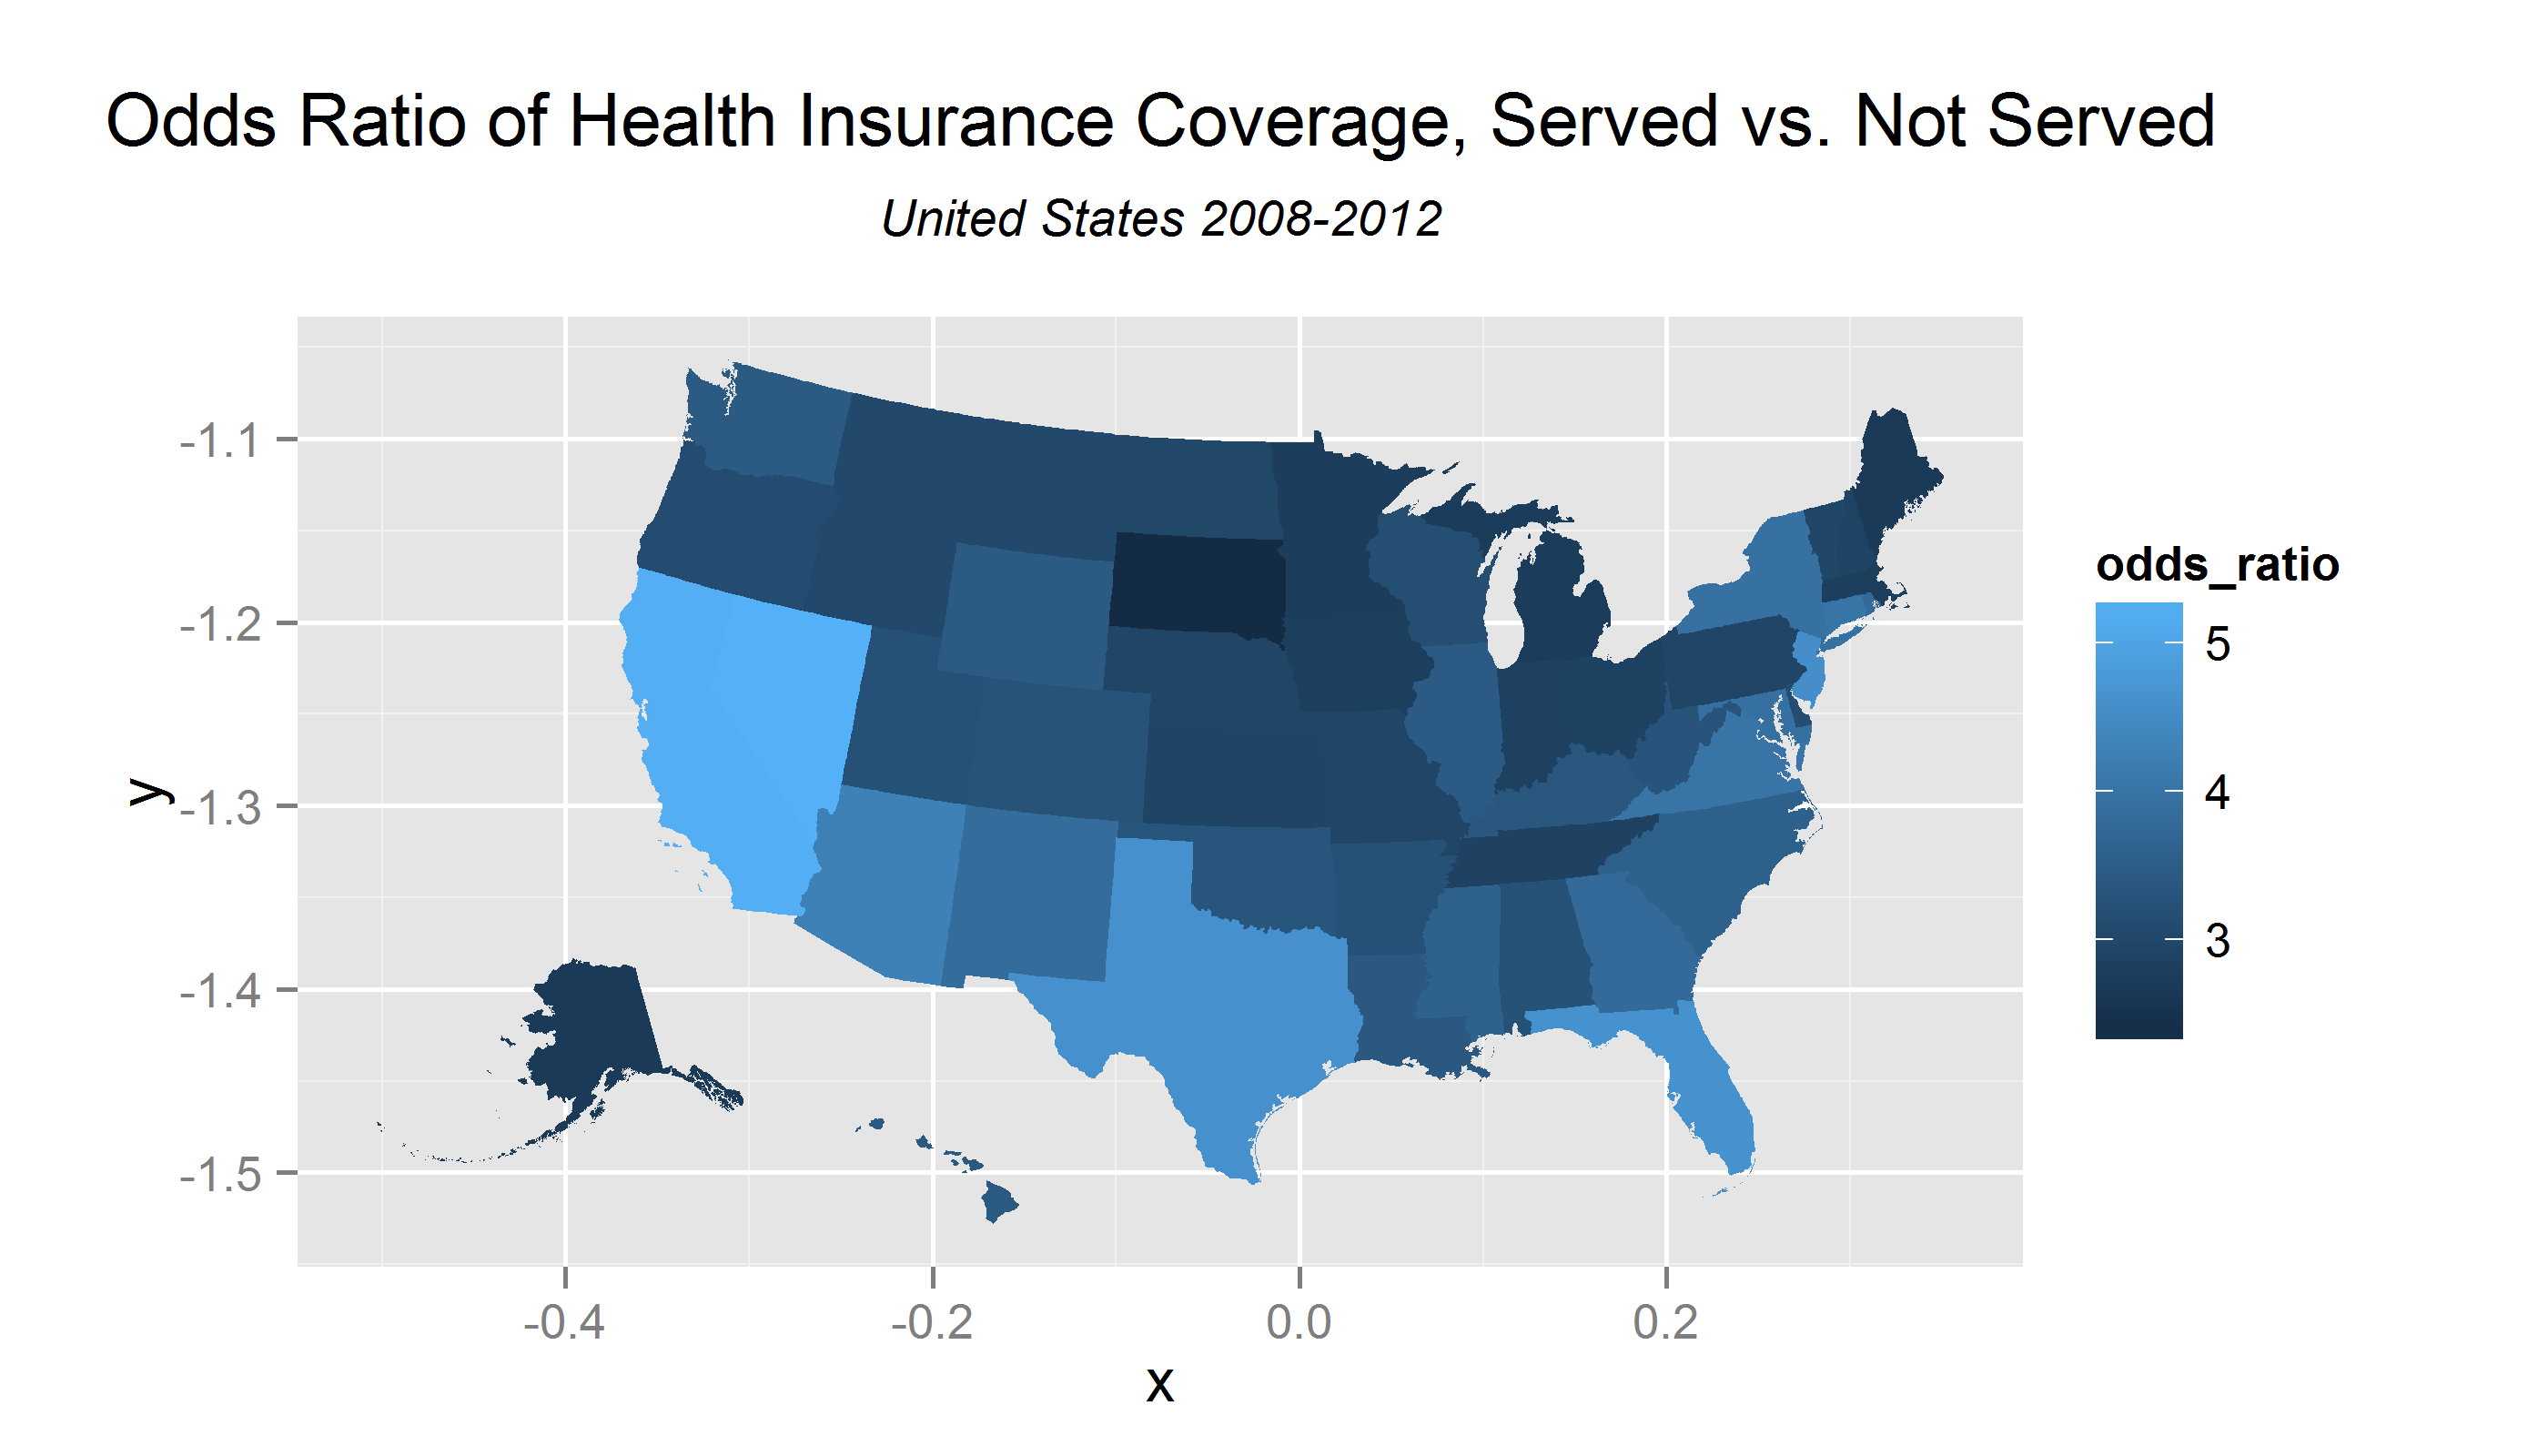 Odds Ratio of Health Insurance Coverage, Served vs. Not Served
United States 2008-2012
y
-1.1
-1.2
-1.3
-1.4
-1.5
-0.4 -0.2 0.0 0.2
x
odds_ratio
5
4
3